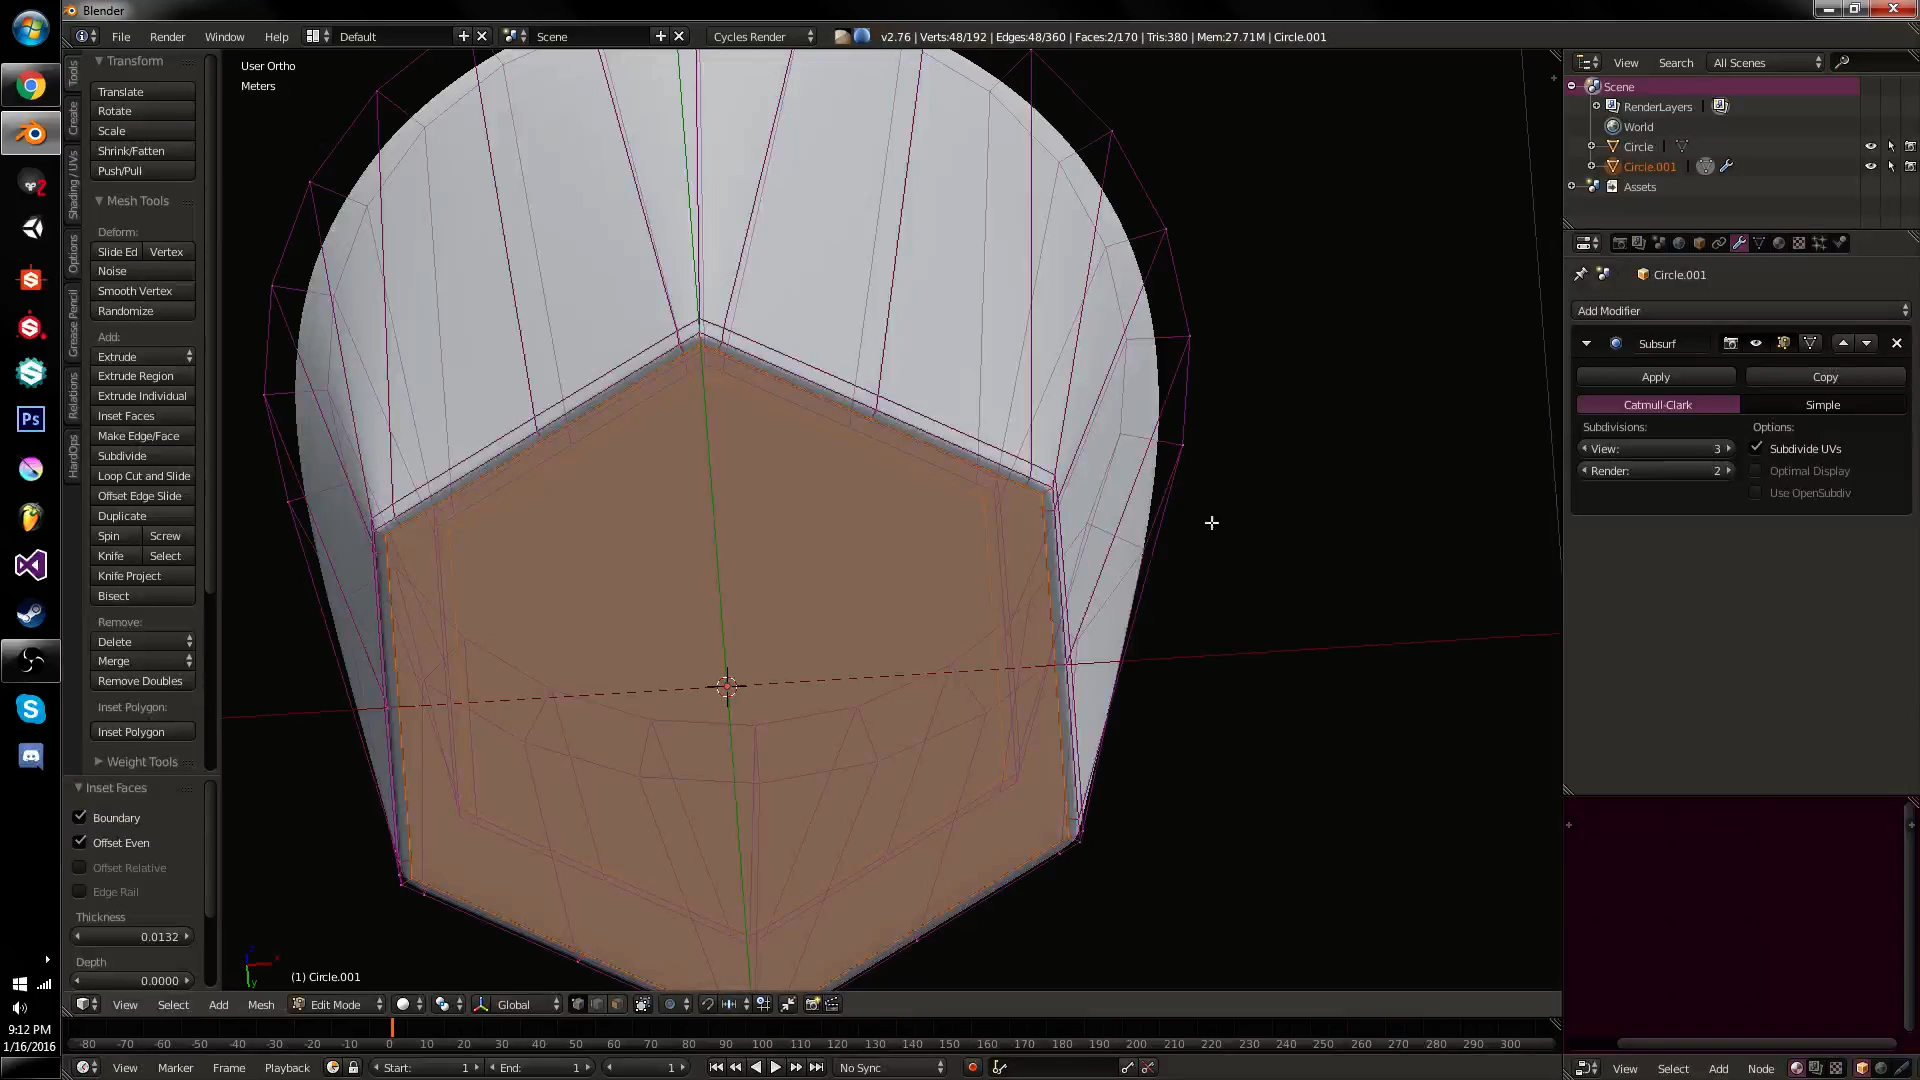 Blender
File Render Window Help Default Scene Cycles Render v2.76 | Verts:48/192 | Edges:48/360 | Faces:2/170 | Tris:380 | Mem:27.71M | Circle.001
Tools
Create
Shading / UVs
Options
Grease Pencil
Relations
HardOps
Transform
Translate
Rotate
Scale
Shrink/Fatten
Push/Pull
Mesh Tools
Deform:
Slide Ed Vertex
Noise
Smooth Vertex
Randomize
Add:
Extrude
Extrude Region
Extrude Individual
Inset Faces
Make Edge/Face
Subdivide
Loop Cut and Slide
Offset Edge Slide
Duplicate
Spin Screw
Knife Select
Knife Project
Bisect
Remove:
Delete
Merge
Remove Doubles
Inset Polygon:
Inset Polygon
Weight Tools
Inset Faces
Boundary
Offset Even
Offset Relative
Edge Rail
Thickness
0.0132
Depth
0.0000
User Ortho
Meters
(1) Circle.001
View Select Add Mesh Edit Mode Global
-80 -70 -60 -50 -40 -30 -20 -10 0 10 20 30 40 50 60 70 80 90 100 110 120 130 140 150 160 170 180 190 200 210 220 230 240 250 260 270 280 290 300
View Marker Frame Playback Start: 1 End: 1 1 No Sync
View Search All Scenes
Scene
RenderLayers
World
Circle
Circle.001
Assets
Circle.001
Add Modifier
Subsurf
Apply Copy
Catmull-Clark Simple
Subdivisions: Options:
View: 3 Subdivide UVs
Render: 2 Optimal Display
Use OpenSubdiv
View Select Add Node
Ps
9:12 PM
1/16/2016